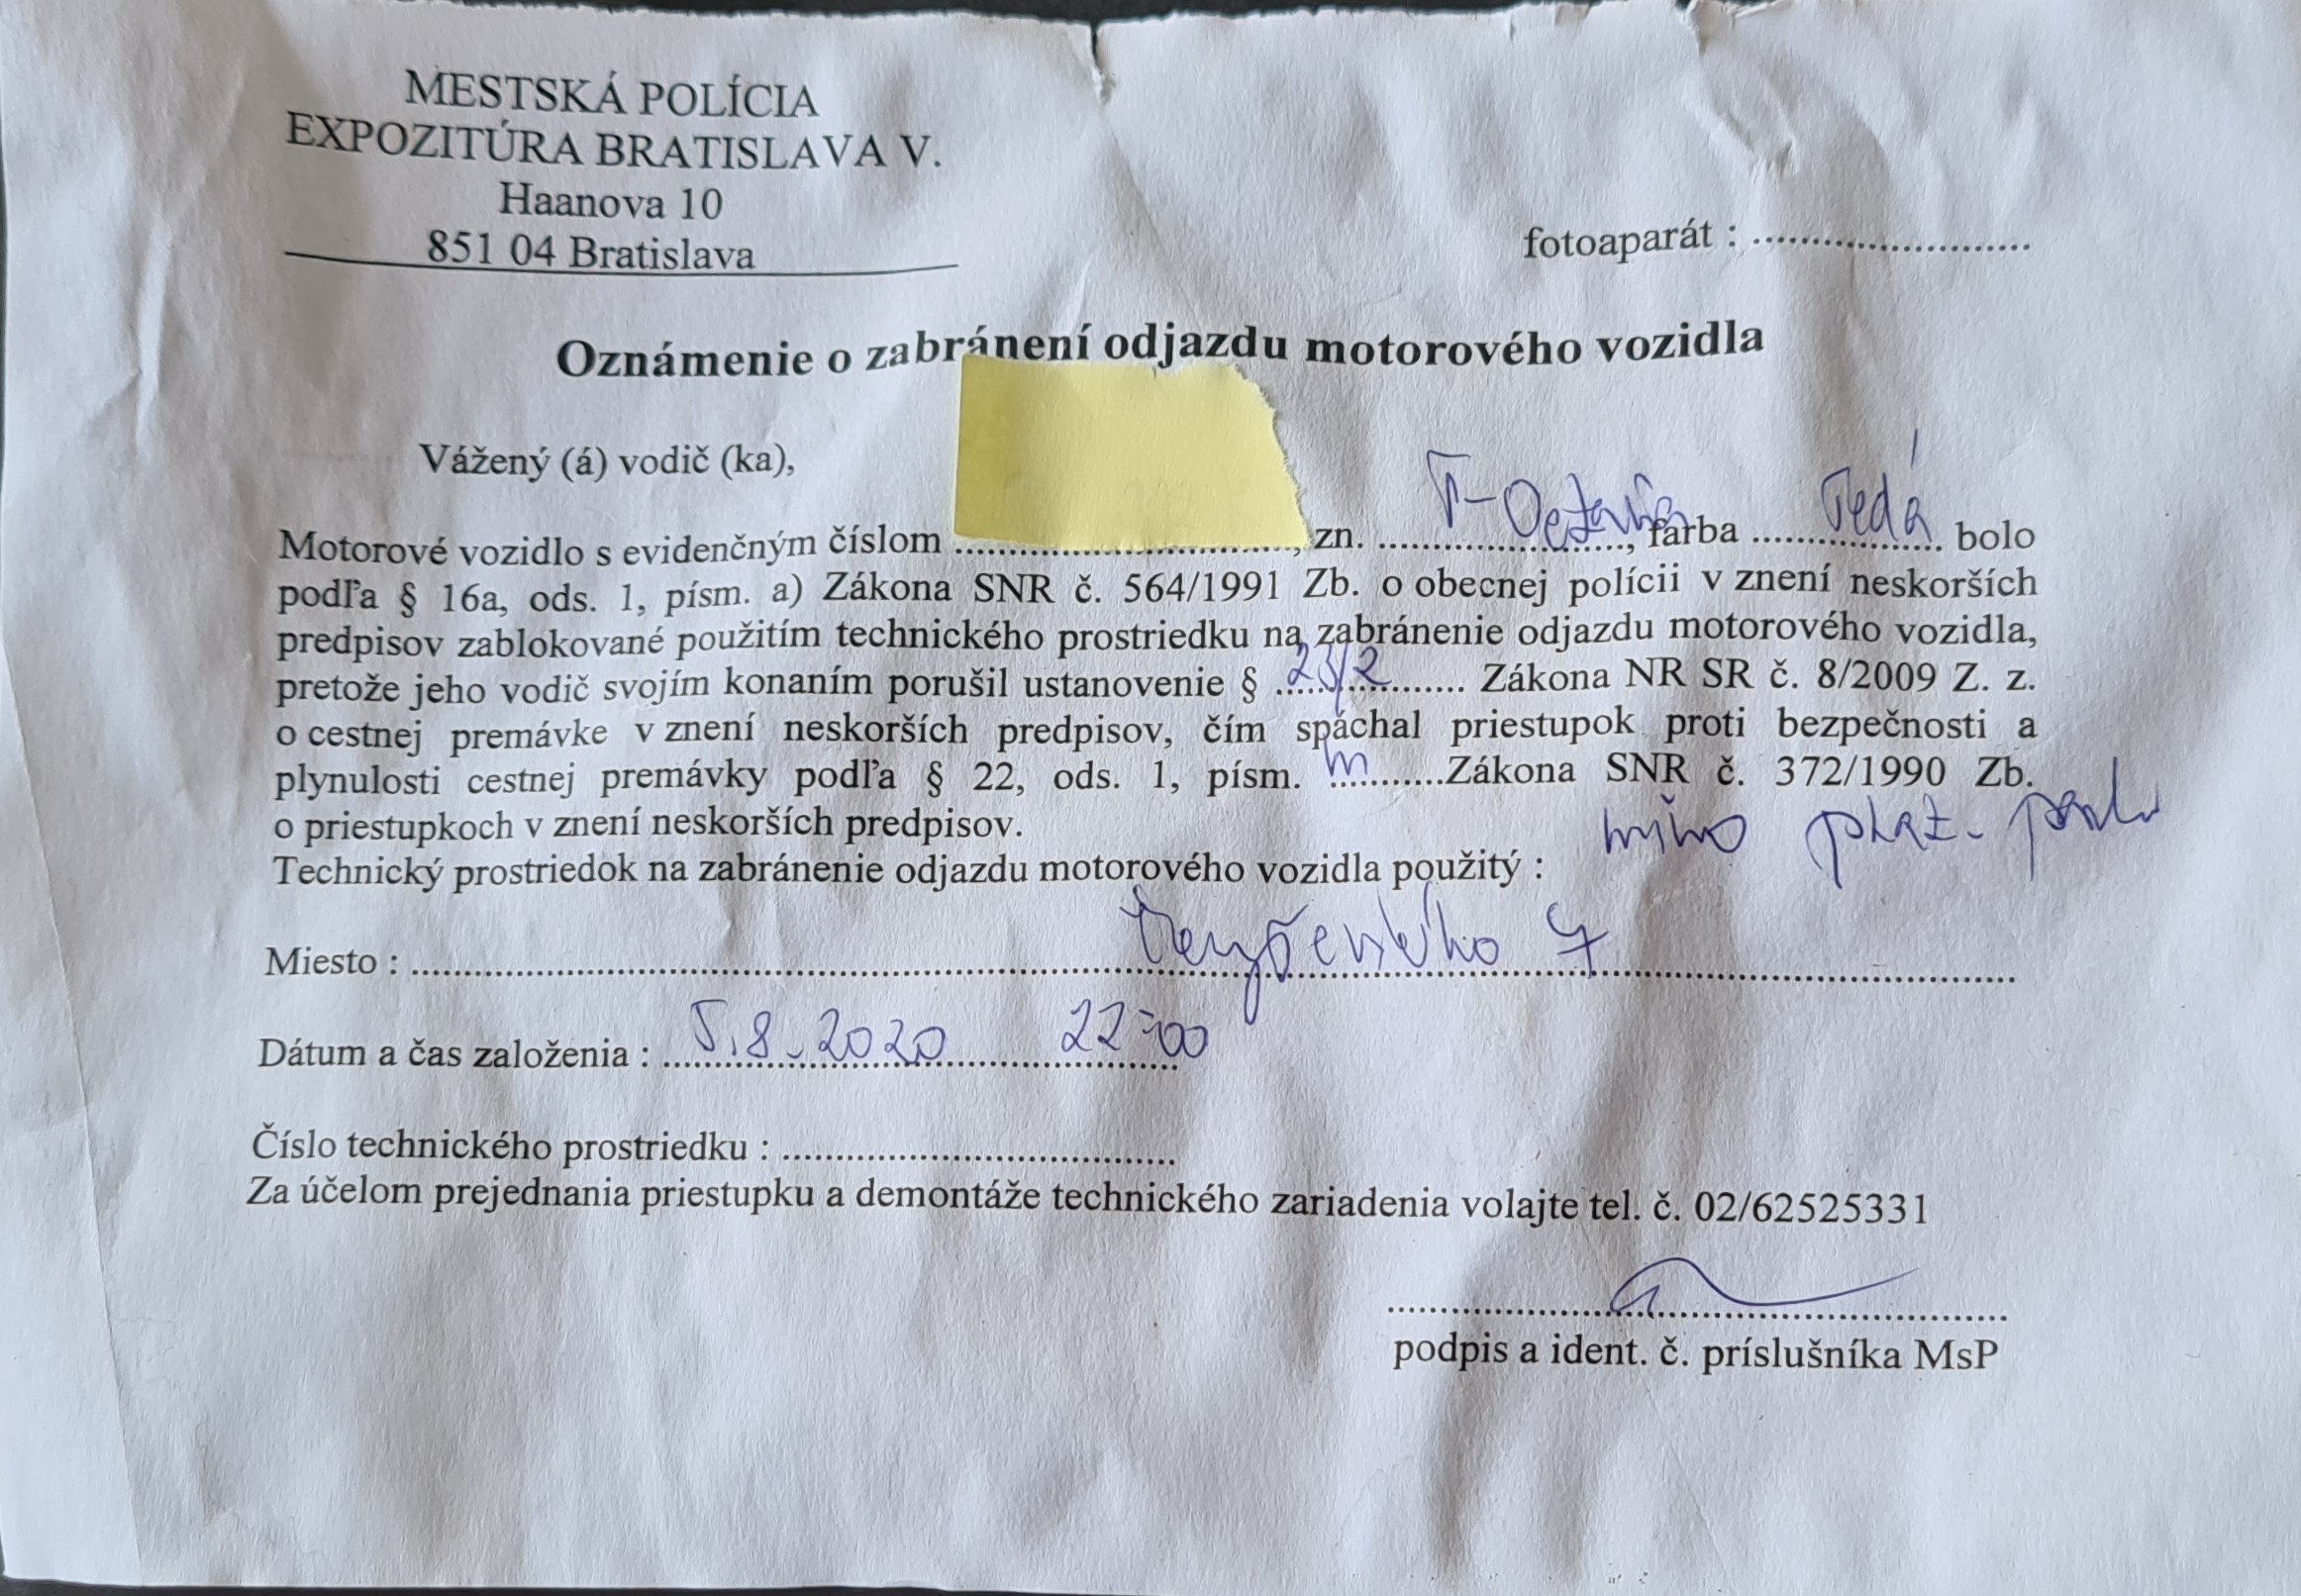 MESTSKÁ POLÍCIA
EXPOZITÚRA BRATISLAVA V.
Haanova 10
851 04 Bratislava
fotoaparát : ..............................
Oznámenie o zabránení odjazdu motorového vozidla
Vážený (á) vodič (ka),
Motorové vozidlo s evidenčným číslom .............................., zn. Š-Octavia, farba šedá bolo
podľa § 16a, ods. 1, písm. a) Zákona SNR č. 564/1991 Zb. o obecnej polícii v znení neskorších
predpisov zablokované použitím technického prostriedku na zabránenie odjazdu motorového vozidla,
pretože jeho vodič svojím konaním porušil ustanovenie § 23/2 Zákona NR SR č. 8/2009 Z. z.
o cestnej premávke v znení neskorších predpisov, čím spáchal priestupok proti bezpečnosti a
plynulosti cestnej premávky podľa § 22, ods. 1, písm. m Zákona SNR č. 372/1990 Zb.
o priestupkoch v znení neskorších predpisov.
mimo
Technický prostriedok na zabránenie odjazdu motorového vozidla použitý :
Miesto :
Dátum a čas založenia : 5.8.2020 22:00
Číslo technického prostriedku : ..............................
Za účelom prejednania priestupku a demontáže technického zariadenia volajte tel. č. 02/62525331
podpis a ident. č. príslušníka MsP